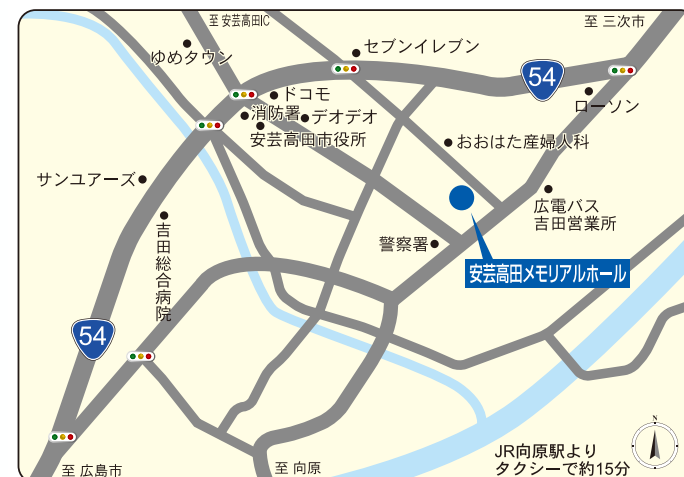 至 安芸高田IC
至 三次市
ゆめタウン
セブンイレブン
54
ローソン
ドコモ
消防署
デオデオ
安芸高田市役所
おおはた産婦人科
サンユアーズ
広電バス
吉田営業所
吉田総合病院
警察署
安芸高田メモリアルホール
54
N
JR向原駅より
タクシーで約15分
至 広島市
至 向原